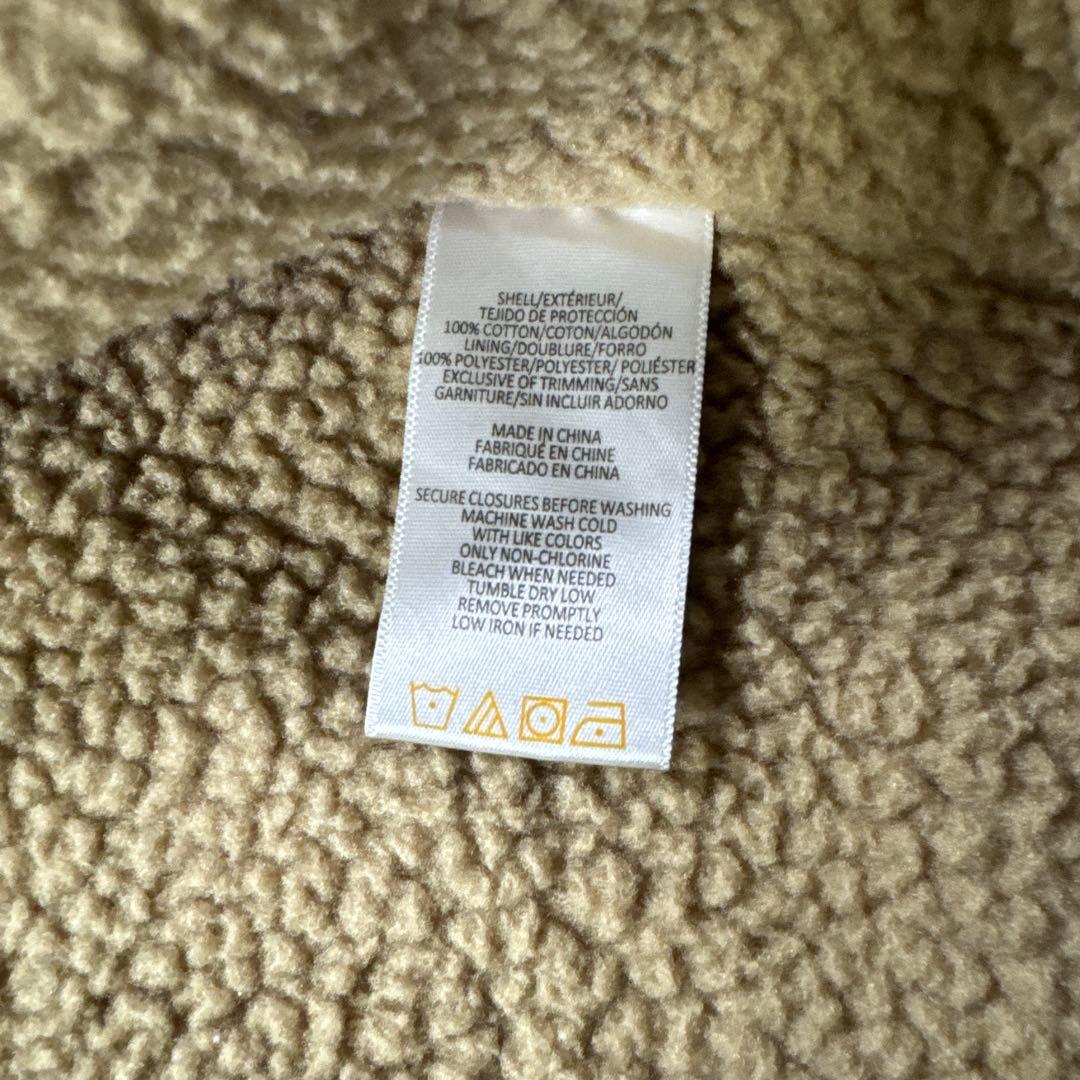 SHELL/EXTÉRIEUR/
TEJIDO DE PROTECCIÓN
100% COTTON/COTON/ALGODÓN
LINING/DOUBLURE/FORRO
100% POLYESTER/POLYESTER/ POLIÉSTER
EXCLUSIVE OF TRIMMING/SANS
GARNITURE/SIN INCLUIR ADORNO
MADE IN CHINA
FABRIQUÉ EN CHINE
FABRICADO EN CHINA
SECURE CLOSURES BEFORE WASHING
MACHINE WASH COLD
WITH LIKE COLORS
ONLY NON-CHLORINE
BLEACH WHEN NEEDED
TUMBLE DRY LOW
REMOVE PROMPTLY
LOW IRON IF NEEDED